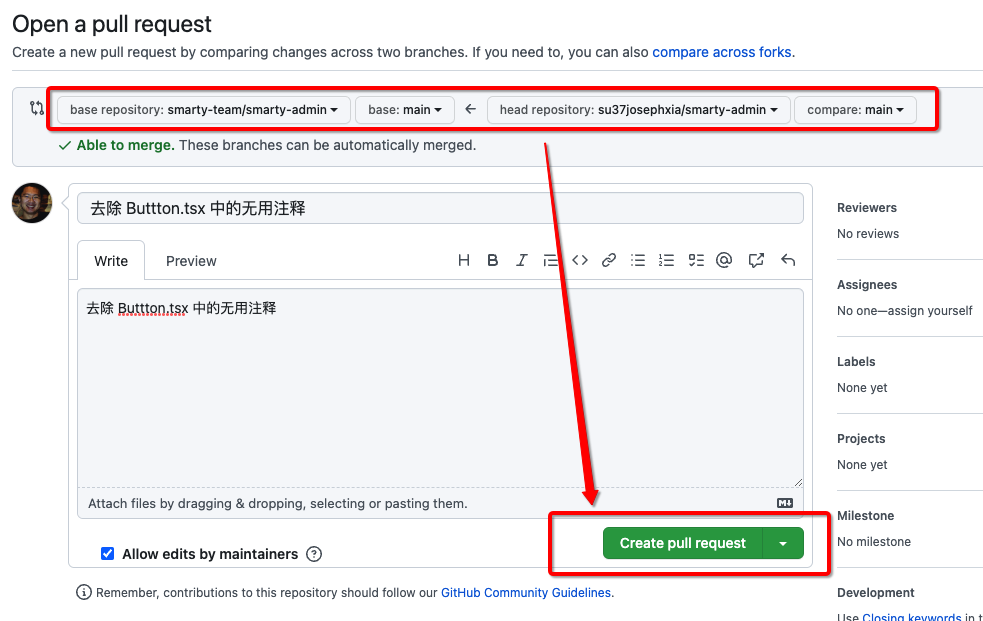 Open a pull request
Create a new pull request by comparing changes across two branches. If you need to, you can also compare across forks.
base repository: smarty-team/smarty-admin base: main head repository: su37josephxia/smarty-admin compare: main
Able to merge. These branches can be automatically merged.
去除 Buttton.tsx 中的无用注释
Write Preview
去除 Buttton.tsx 中的无用注释
Attach files by dragging & dropping, selecting or pasting them.
Allow edits by maintainers
Create pull request
Remember, contributions to this repository should follow our GitHub Community Guidelines.
Reviewers
No reviews
Assignees
No one—assign yourself
Labels
None yet
Projects
None yet
Milestone
No milestone
Development
Use Closing keywords in t